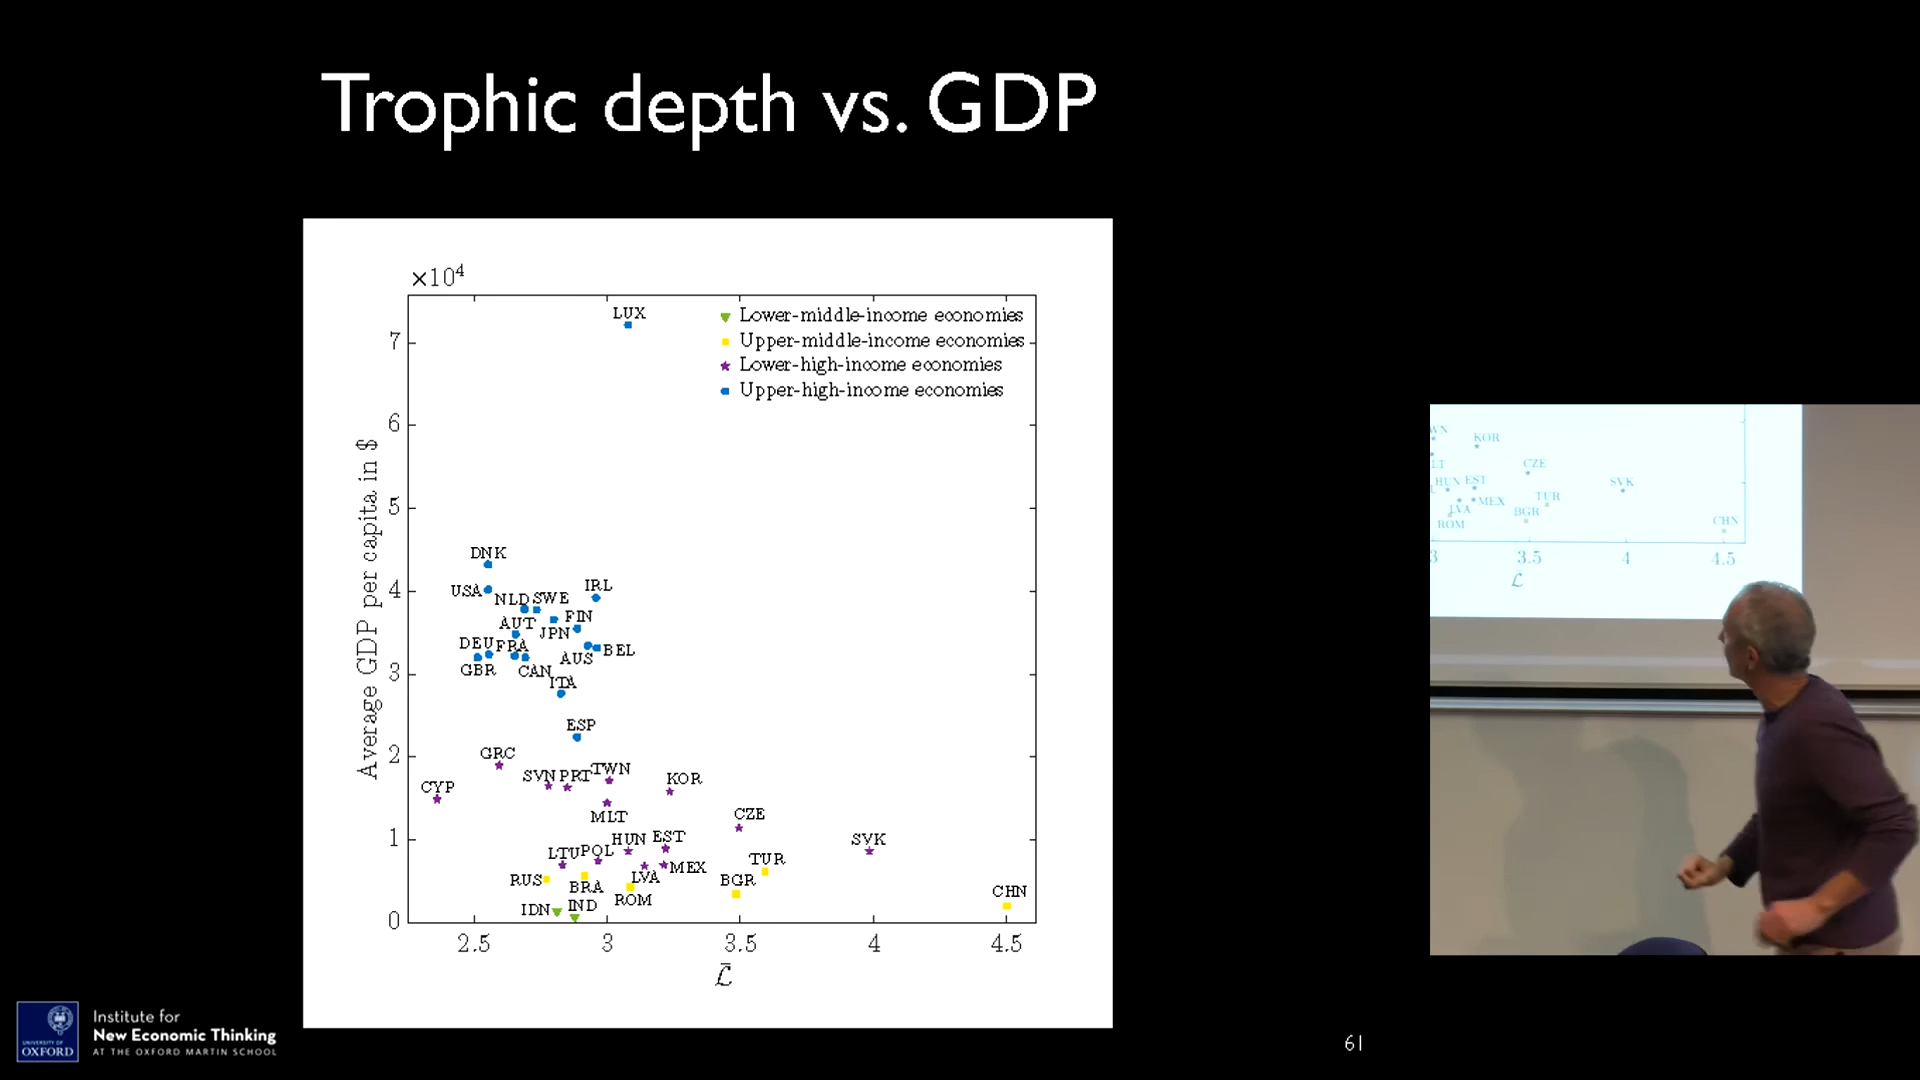 Trophic depth vs. GDP
×10⁴
LUX
Lower-middle-income economies
Upper-middle-income economies
Lower-high-income economies
Upper-high-income economies
7
6
5
4
3
2
1
0
Average GDP per capita in $
DNK
USA
IRL
NLD SWE
AUT
FIN
JPN
DEU FRA
AUS
BEL
GBR
CAN
ITA
ESP
GRC
SVN PRT TWN
KOR
CYP
MLT
CZE
HUN EST
SVK
LTU POL
TUR
MEX
RUS
LVA
BGR
BRA
CHN
ROM
IDN
IND
2.5 3 3.5 4 4.5
ℒ̄
KOR
CZE
HUN EST
SVK
MEX
TUR
LVA
BGR
ROM
CHN
3 3.5 4 4.5
ℒ̄
UNIVERSITY OF
OXFORD
Institute for
New Economic Thinking
AT THE OXFORD MARTIN SCHOOL
61